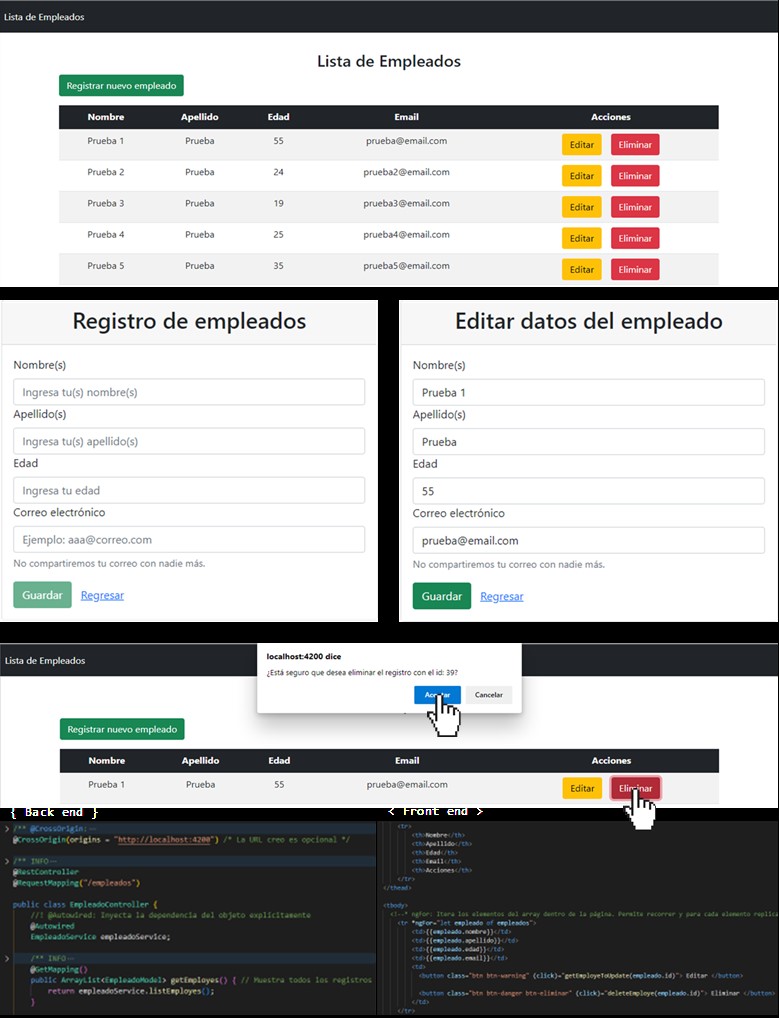 Lista de Empleados
Lista de Empleados
Registrar nuevo empleado
Nombre Apellido Edad Email Acciones
Prueba 1 Prueba 55 prueba@email.com Editar Eliminar
Prueba 2 Prueba 24 prueba2@email.com Editar Eliminar
Prueba 3 Prueba 19 prueba3@email.com Editar Eliminar
Prueba 4 Prueba 25 prueba4@email.com Editar Eliminar
Prueba 5 Prueba 35 prueba5@email.com Editar Eliminar
Registro de empleados
Nombre(s)
Ingresa tu(s) nombre(s)
Apellido(s)
Ingresa tu(s) apellido(s)
Edad
Ingresa tu edad
Correo electrónico
Ejemplo: aaa@correo.com
No compartiremos tu correo con nadie más.
Guardar Regresar
Editar datos del empleado
Nombre(s)
Prueba 1
Apellido(s)
Prueba
Edad
55
Correo electrónico
prueba@email.com
No compartiremos tu correo con nadie más.
Guardar Regresar
Lista de Empleados
localhost:4200 dice
¿Está seguro que desea eliminar el registro con el id: 39?
Cancelar
Registrar nuevo empleado
Nombre Apellido Edad Email Acciones
Prueba 1 Prueba 55 prueba@email.com Editar Eliminar
{ Back end }
> /** @CrossOrigin: ...
@CrossOrigin(origins = "http://localhost:4200") /* La URL creo es opcional */
> /** INFO ...
@RestController
@RequestMapping("/empleados")
public class EmpleadoController {
//! @Autowired: Inyecta la dependencia del objeto explícitamente
@Autowired
EmpleadoService empleadoService;
> /** INFO ...
@GetMapping()
public ArrayList<EmpleadoModel> getEmployes() { // Muestra todos los registros
return empleadoService.listEmployes();
}
< Front end >
<tr>
<th>Nombre</th>
<th>Apellido</th>
<th>Edad</th>
<th>Email</th>
<th>Acciones</th>
</tr>
</thead>
<tbody>
<!--* ngFor: Itera los elementos del array dentro de la página. Permite recorrer y para cada elemento replica
<tr *ngFor="let empleado of empleados">
<td>{{empleado.nombre}}</td>
<td>{{empleado.apellido}}</td>
<td>{{empleado.edad}}</td>
<td>{{empleado.email}}</td>
<td>
<button class="btn btn-warning" (click)="getEmployeToUpdate(empleado.id)"> Editar </button>
<button class="btn btn-danger btn-eliminar" (click)="deleteEmploye(empleado.id)"> Eliminar </button>
</td>
</tr>